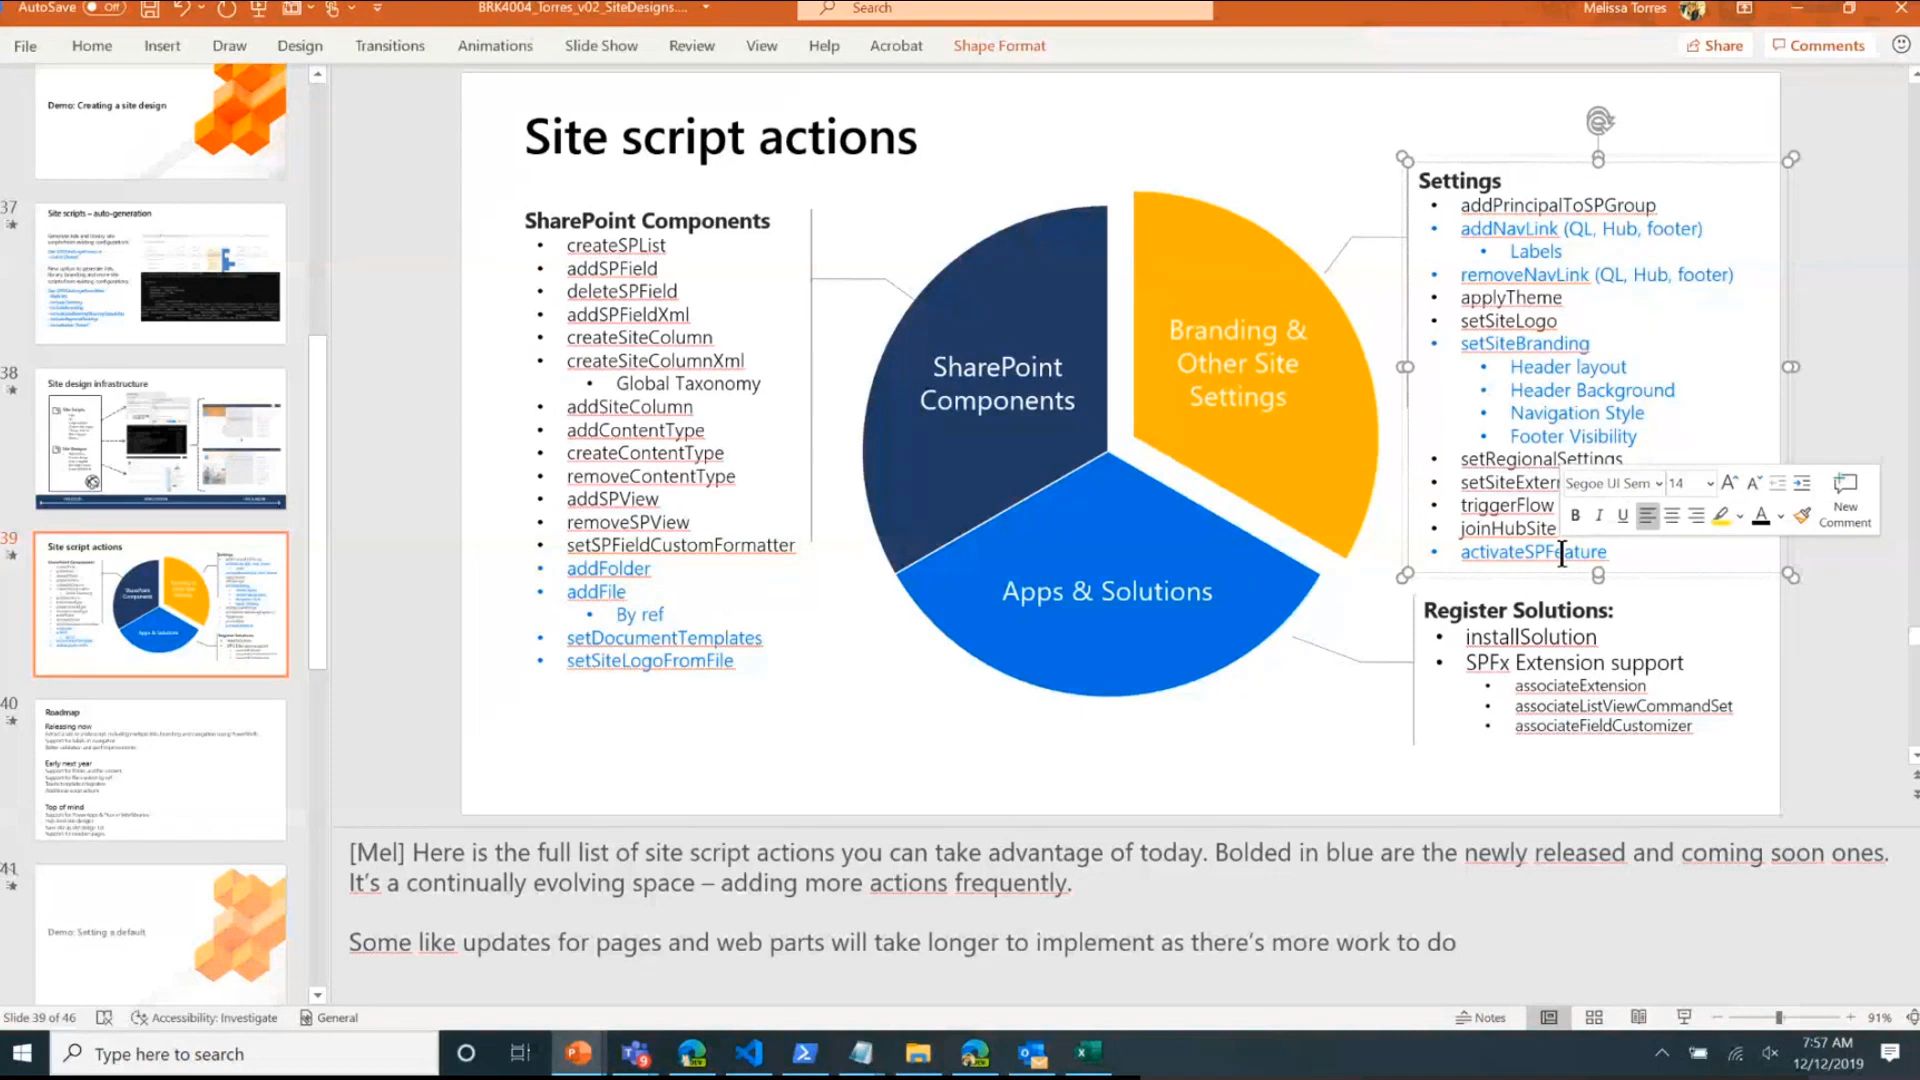 AutoSave Off
BRK4004_Torres_v02_SiteDesigns....
Search
Melissa Torres
File Home Insert Draw Design Transitions Animations Slide Show Review View Help Acrobat Shape Format
Share Comments
Demo: Creating a site design
37
Site scripts – auto-generation
38
Site design infrastructure
39
Site script actions
40
Roadmap
Releasing now
Early next year
Top of mind
41
Demo: Setting a default
Site script actions
SharePoint Components
• createSPList
• addSPField
• deleteSPField
• addSPFieldXml
• createSiteColumn
• createSiteColumnXml
• Global Taxonomy
• addSiteColumn
• addContentType
• createContentType
• removeContentType
• addSPView
• removeSPView
• setSPFieldCustomFormatter
• addFolder
• addFile
• By ref
• setDocumentTemplates
• setSiteLogoFromFile
SharePoint
Components
Branding &
Other Site
Settings
Apps & Solutions
Settings
• addPrincipalToSPGroup
• addNavLink (QL, Hub, footer)
• Labels
• removeNavLink (QL, Hub, footer)
• applyTheme
• setSiteLogo
• setSiteBranding
• Header layout
• Header Background
• Navigation Style
• Footer Visibility
• setRegionalSettings
• setSiteExtern
• triggerFlow
• joinHubSite
• activateSPFeature
Segoe UI Sem 14
B I U
New
Comment
Register Solutions:
• installSolution
• SPFx Extension support
• associateExtension
• associateListViewCommandSet
• associateFieldCustomizer
[Mel] Here is the full list of site script actions you can take advantage of today. Bolded in blue are the newly released and coming soon ones.
It's a continually evolving space – adding more actions frequently.
Some like updates for pages and web parts will take longer to implement as there's more work to do
Slide 39 of 46 Accessibility: Investigate General
Notes 91%
Type here to search
7:57 AM
12/12/2019